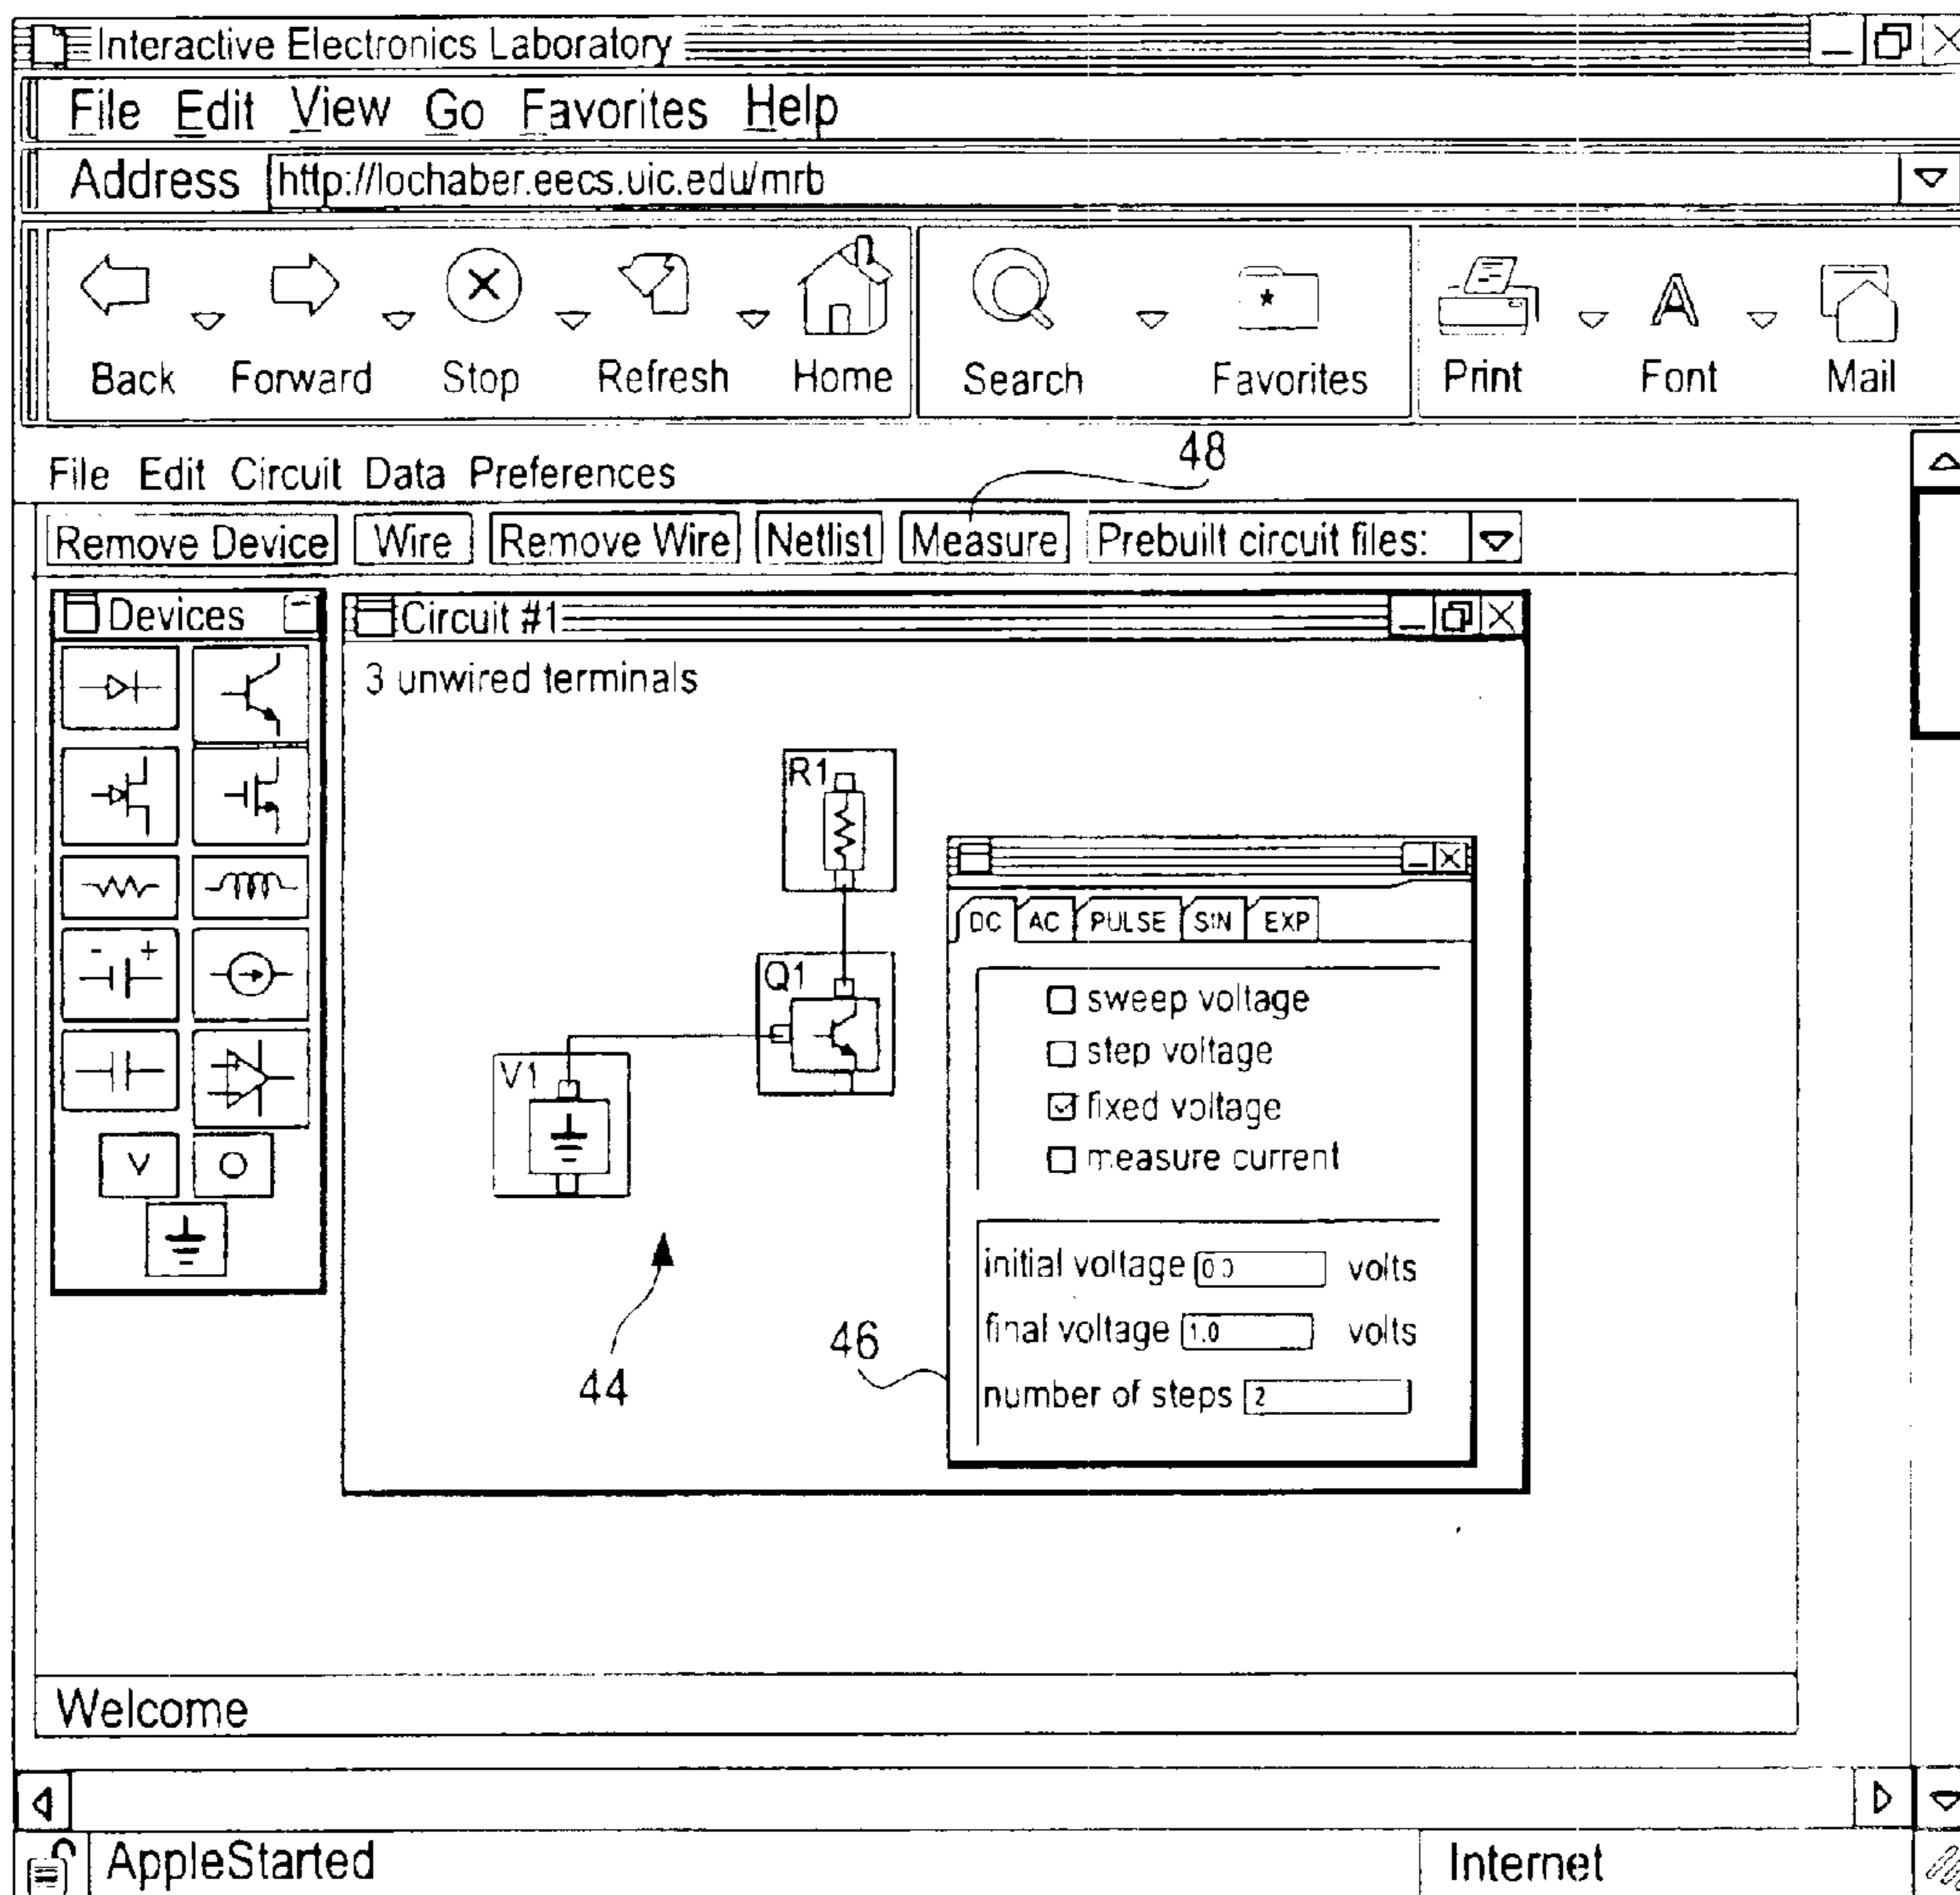 Interactive Electronics Laboratory
File Edit View Go Favorites Help
Address http://lochaber.eecs.uic.edu/mrb
Back Forward Stop Refresh Home Search Favorites Print Font Mail
48
File Edit Circuit Data Preferences
Remove Device Wire Remove Wire Netlist Measure Prebuilt circuit files:
Devices
Circuit #1
3 unwired terminals
R1
DC AC PULSE SIN EXP
Q1
sweep voltage
step voltage
V1
fixed voltage
measure current
- +
V O
initial voltage 0.0 volts
final voltage 1.0 volts
46
44
number of steps 2
Welcome
AppleStarted Internet